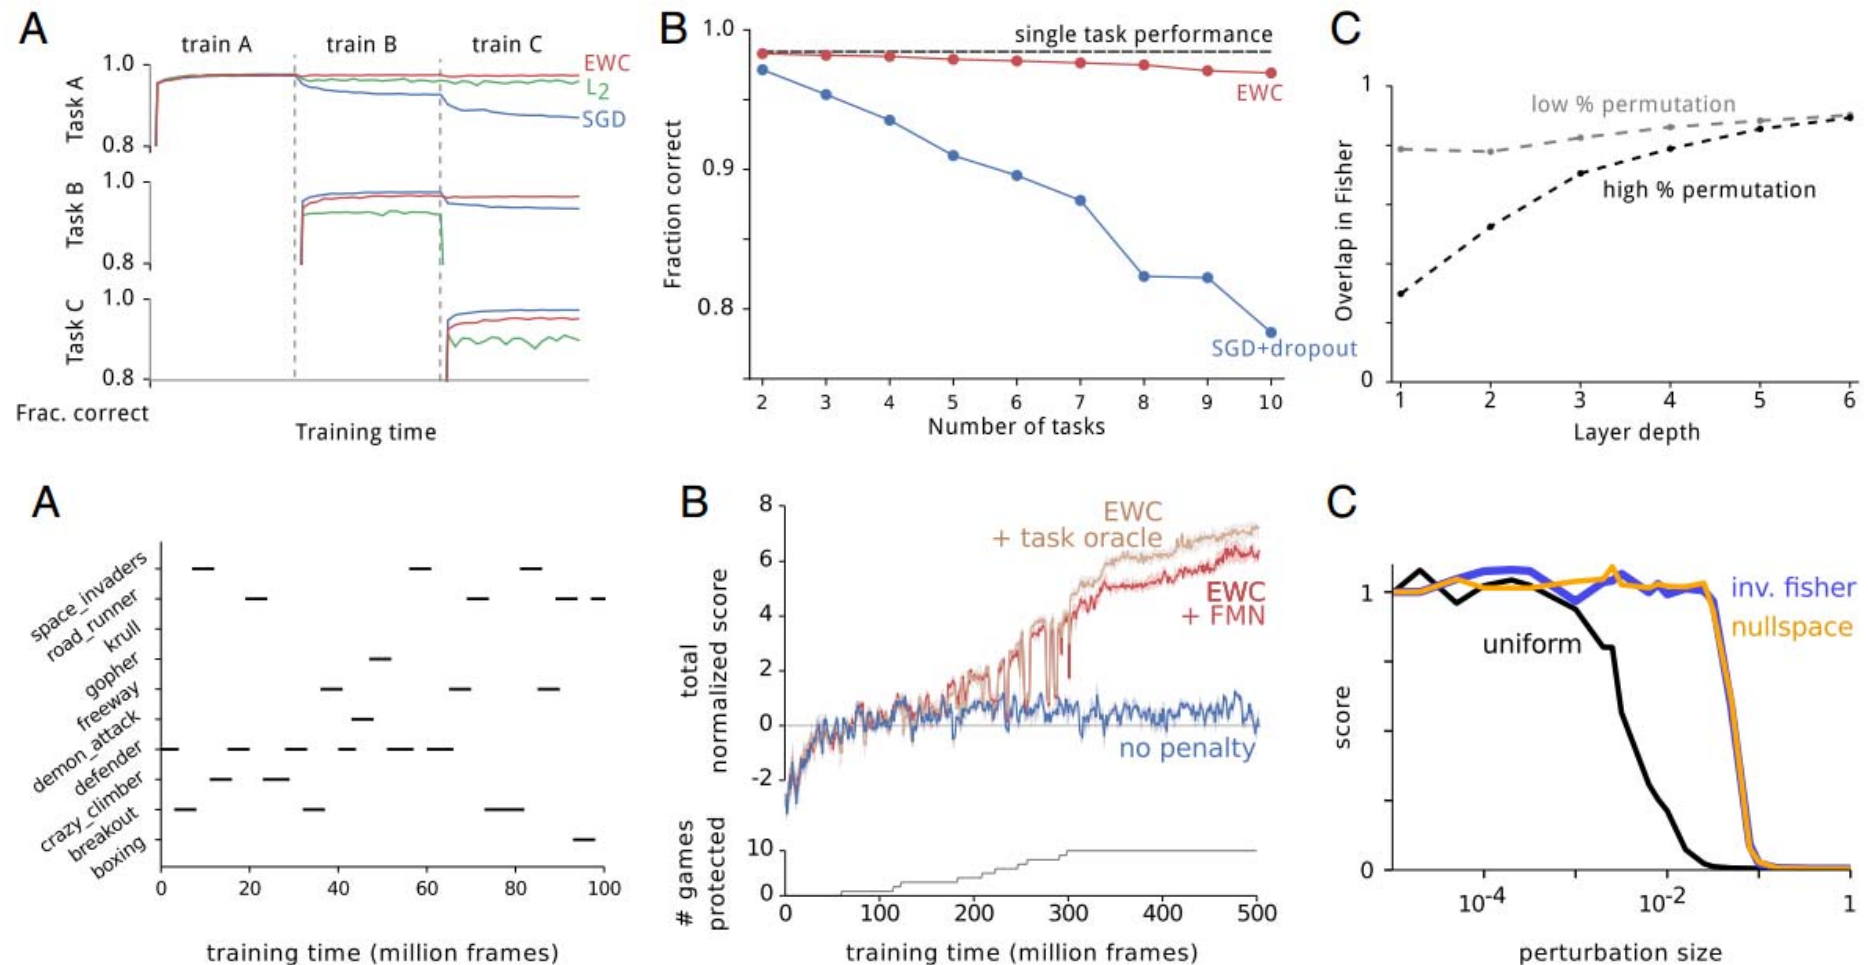 A
train A
train B
train C
1.0
Task A
0.8
EWC
L2
SGD
1.0
Task B
0.8
1.0
Task C
0.8
Frac. correct
Training time
B
1.0
single task performance
EWC
Fraction correct
0.9
0.8
SGD+dropout
2 3 4 5 6 7 8 9 10
Number of tasks
C
1
low % permutation
Overlap in Fisher
high % permutation
0
1 2 3 4 5 6
Layer depth
A
space_invaders
road_runner
krull
gopher
freeway
demon_attack
defender
crazy_climber
breakout
boxing
0 20 40 60 80 100
training time (million frames)
B
8
EWC
+ task oracle
6
EWC
+ FMN
total
normalized score
4
2
0
no penalty
-2
# games
protected
10
0
0 100 200 300 400 500
training time (million frames)
C
1
inv. fisher
nullspace
uniform
score
0
10-4 10-2 1
perturbation size